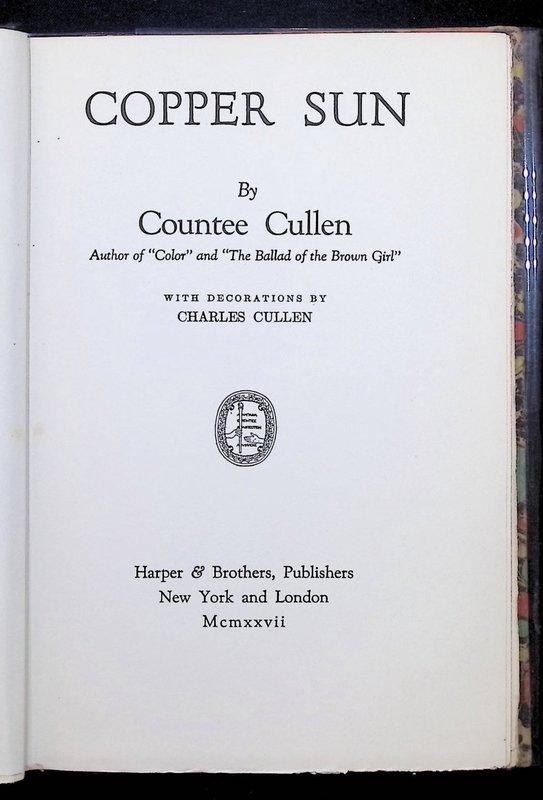 COPPER SUN
By
Countee Cullen
Author of "Color" and "The Ballad of the Brown Girl"
WITH DECORATIONS BY
CHARLES CULLEN
Harper & Brothers, Publishers
New York and London
Mcmxxvii